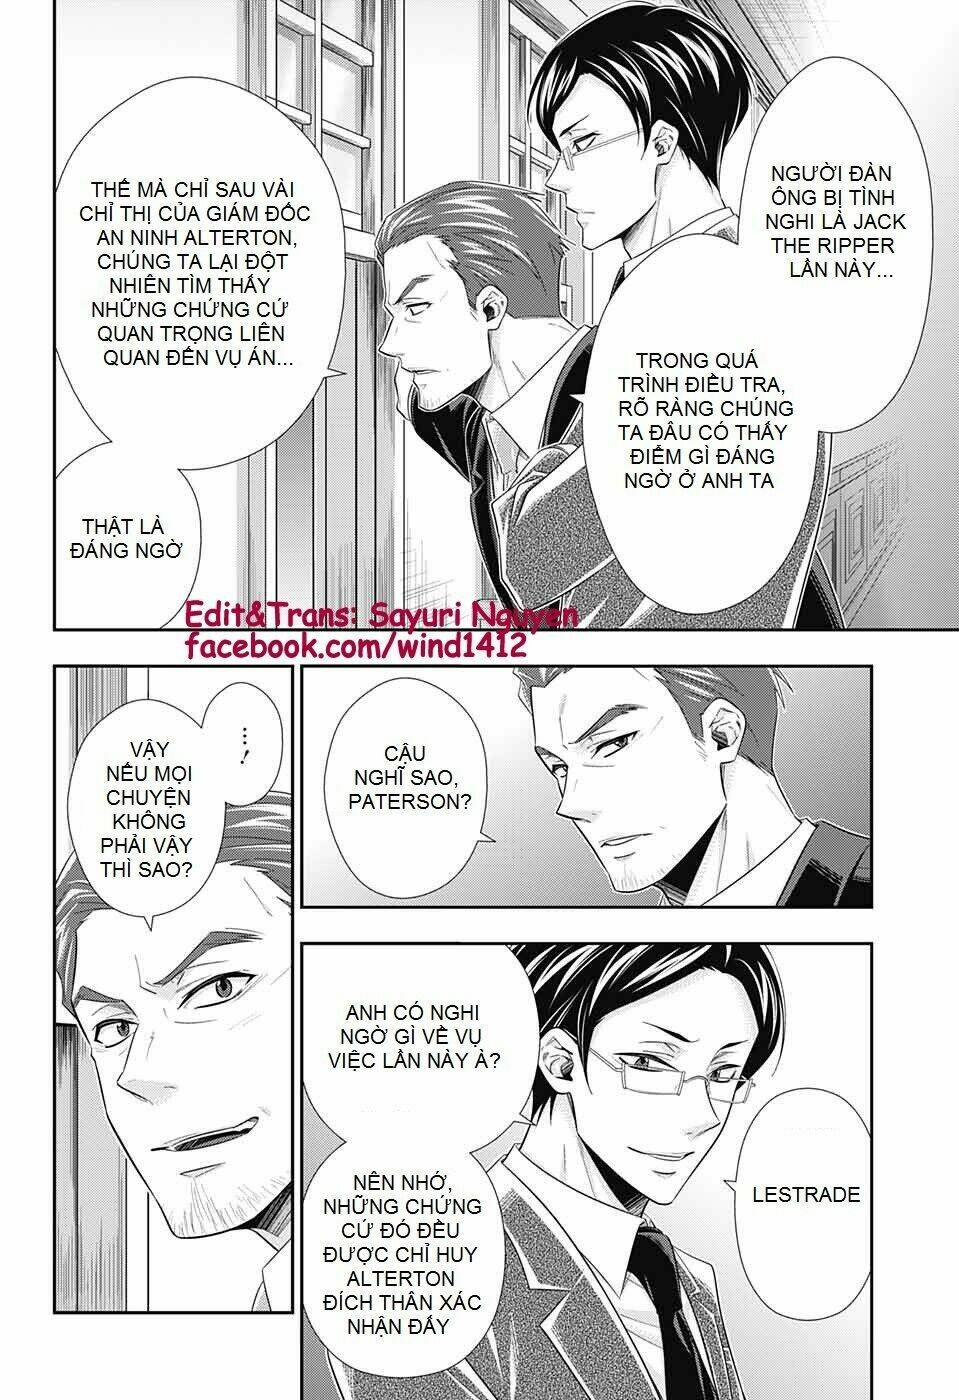 NGƯỜI ĐÀN
ÔNG BỊ TÌNH
NGHI LÀ JACK
THE RIPPER
LẦN NÀY...
TRONG QUÁ
TRÌNH ĐIỀU TRA,
RÕ RÀNG CHÚNG
TA ĐÂU CÓ THẤY
ĐIỂM GÌ ĐÁNG
NGỜ Ở ANH TA
THẾ MÀ CHỈ SAU VÀI
CHỈ THỊ CỦA GIÁM ĐỐC
AN NINH ALTERTON,
CHÚNG TA LẠI ĐỘT
NHIÊN TÌM THẤY
NHỮNG CHỨNG CỨ
QUAN TRỌNG LIÊN
QUAN ĐẾN VỤ ÁN...
THẬT LÀ
ĐÁNG NGỜ
Edit&Trans: Sayuri Nguyen
facebook.com/wind1412
CẬU
NGHĨ SAO,
PATERSON?
LESTRADE
ANH CÓ NGHI
NGỜ GÌ VỀ VỤ
VIỆC LẦN NÀY À?
NÊN NHỚ,
NHỮNG CHỨNG
CỨ ĐÓ ĐỀU
ĐƯỢC CHỈ HUY
ALTERTON
ĐÍCH THÂN XÁC
NHẬN ĐẤY
...!
VẬY
NẾU MỌI
CHUYỆN
KHÔNG
PHẢI VẬY
THÌ SAO?